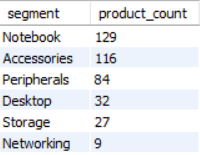 segment product_count
Notebook 129
Accessories 116
Peripherals 84
Desktop 32
Storage 27
Networking 9